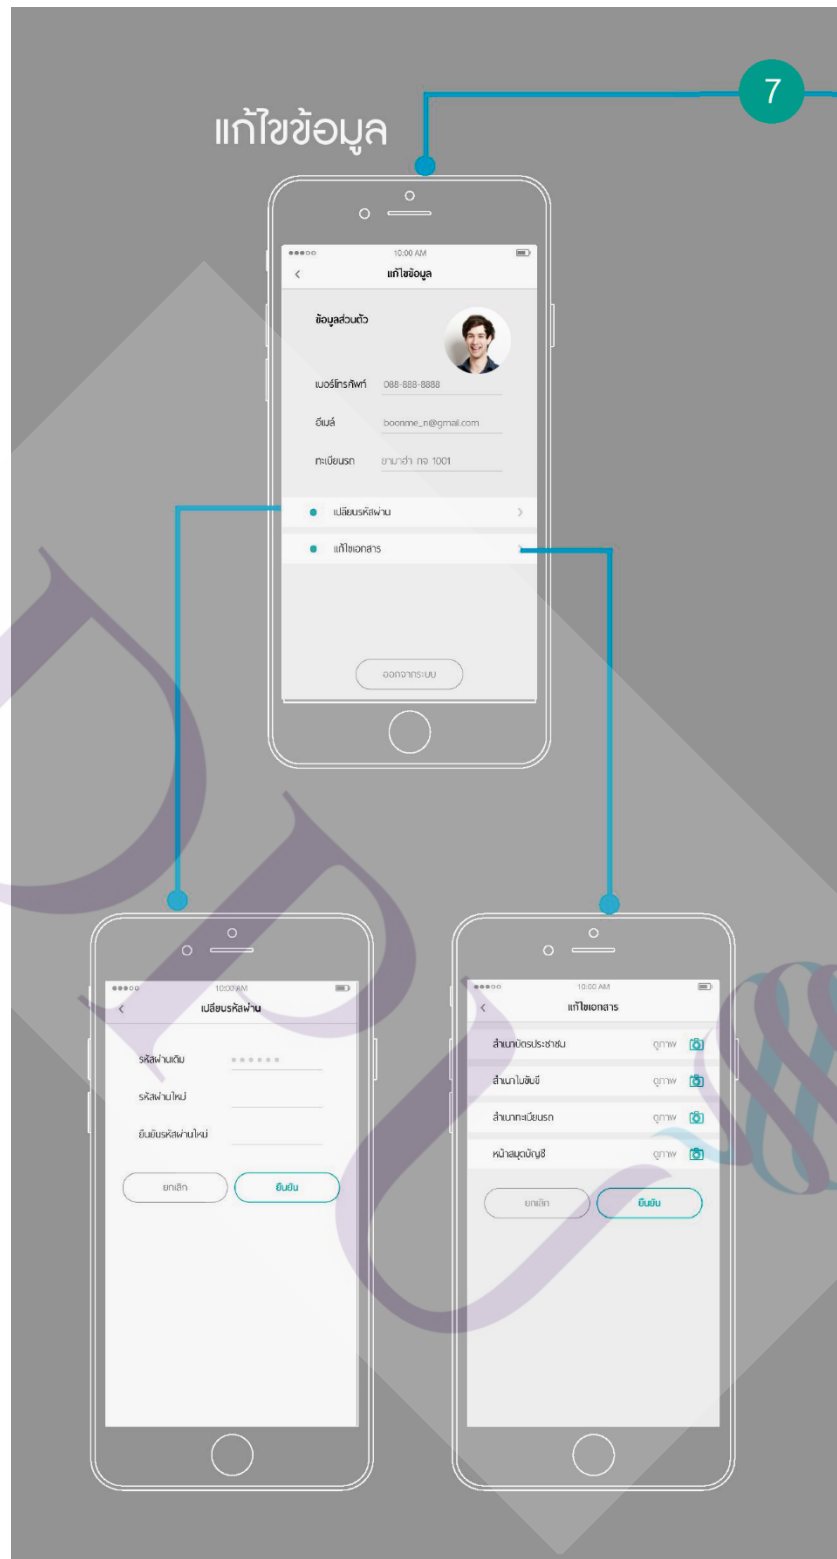 7
แก้ไขข้อมูล
10:00 AM
แก้ไขข้อมูล
ข้อมูลส่วนตัว
เบอร์โทรศัพท์ 088-888-8888
อีเมล์ boonme_n@gmail.com
ทะเบียนรถ ยามาฮ่า กจ 1001
เปลี่ยนรหัสผ่าน
แก้ไขเอกสาร
ออกจากระบบ
10:00 AM
เปลี่ยนรหัสผ่าน
รหัสผ่านเดิม
รหัสผ่านใหม่
ยืนยันรหัสผ่านใหม่
ยกเลิก ยืนยัน
10:00 AM
แก้ไขเอกสาร
สำเนาบัตรประชาชน ดูภาพ
สำเนาใบขับขี่ ดูภาพ
สำเนาทะเบียนรถ ดูภาพ
หน้าสมุดบัญชี ดูภาพ
ยกเลิก ยืนยัน